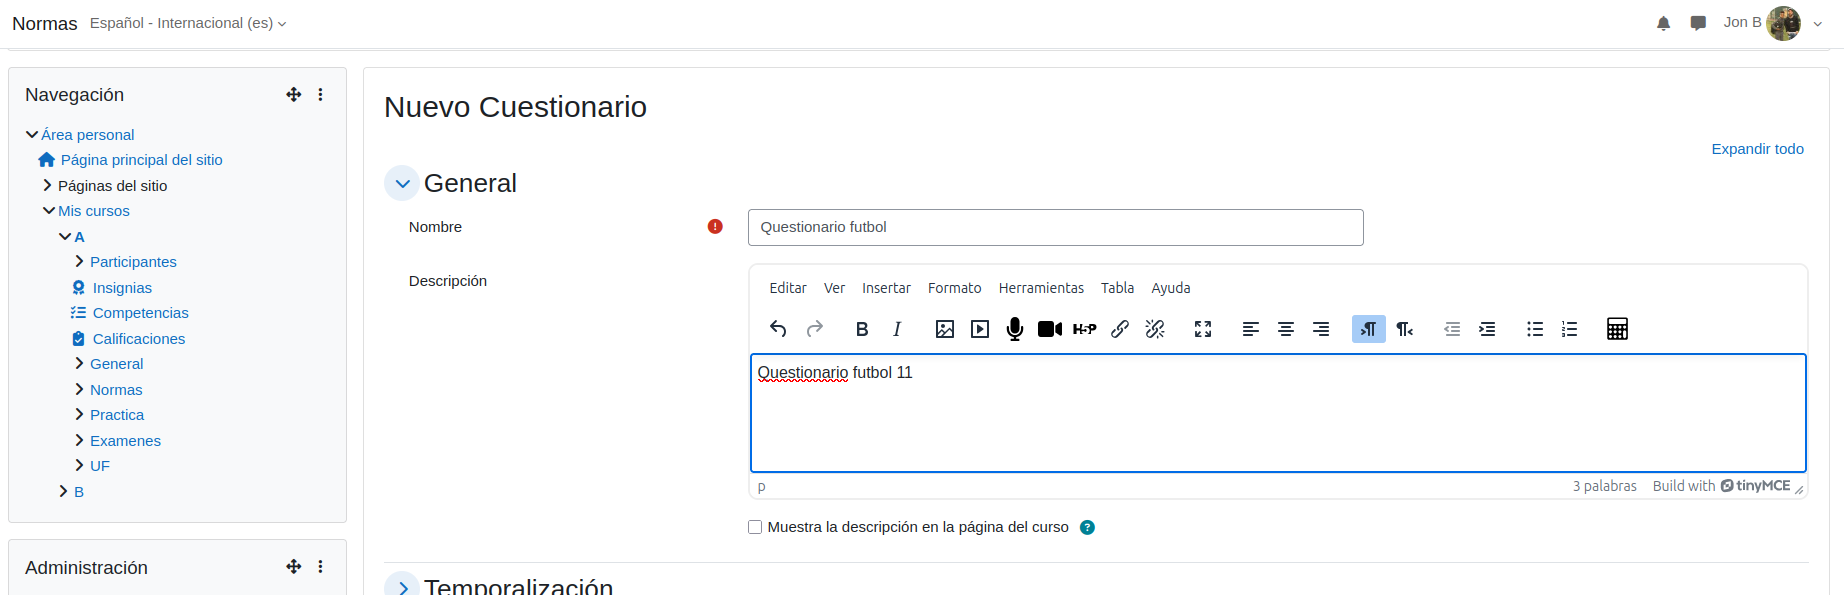 Normas Español - Internacional (es) Jon B
Navegación
Área personal
Página principal del sitio
Páginas del sitio
Mis cursos
A
Participantes
Insignias
Competencias
Calificaciones
General
Normas
Practica
Examenes
UF
B
Administración
Nuevo Cuestionario
Expandir todo
General
Nombre Questionario futbol
Descripción
Editar Ver Insertar Formato Herramientas Tabla Ayuda
B I H5P
Questionario futbol 11
p 3 palabras Build with tinyMCE
Muestra la descripción en la página del curso
Temporalización